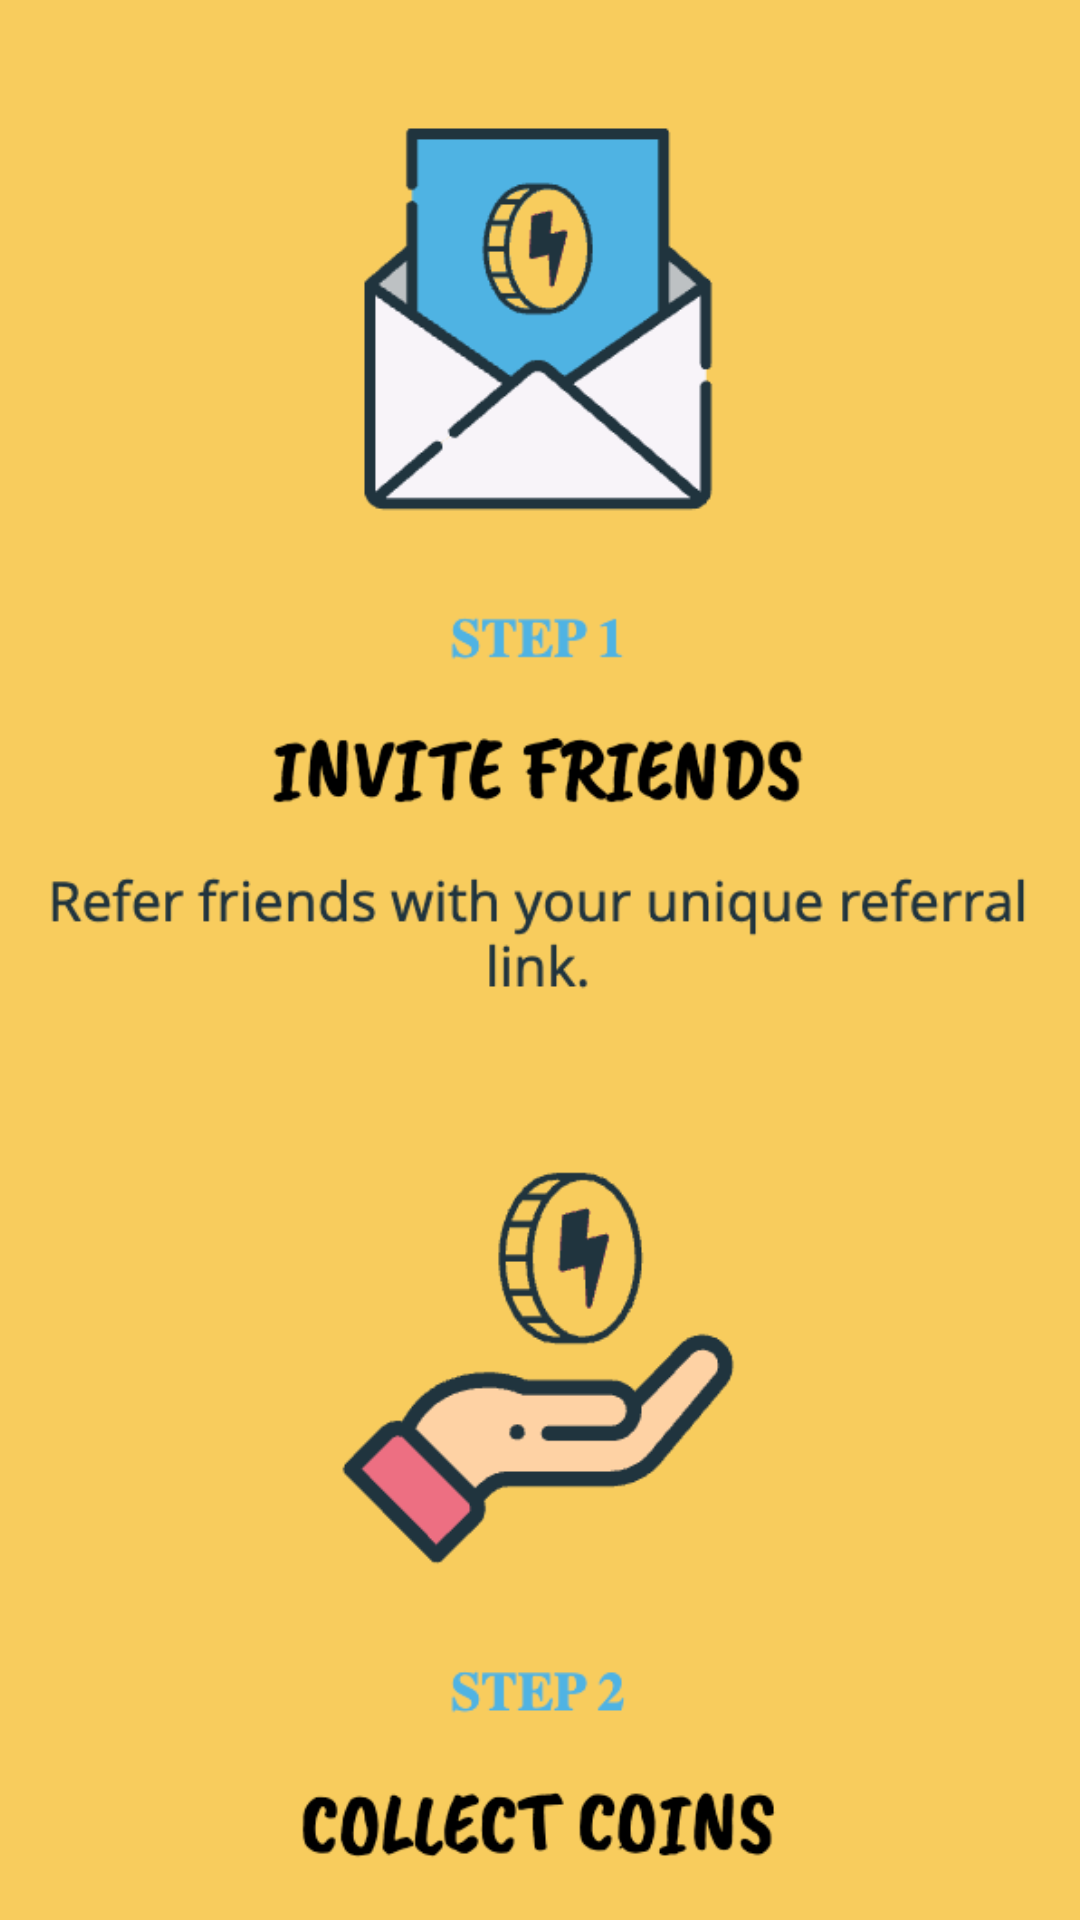 STEP 1
INVITE FRIENDS
Refer friends with your unique referral
link.
STEP 2
COLLECT COINS